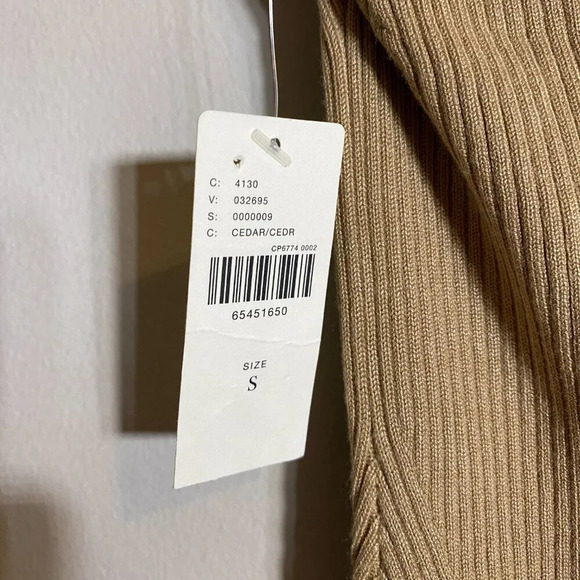 C: 4130
V: 032695
S: 0000009
C: CEDAR/CEDR
CP6774 0002
65451650
SIZE
S